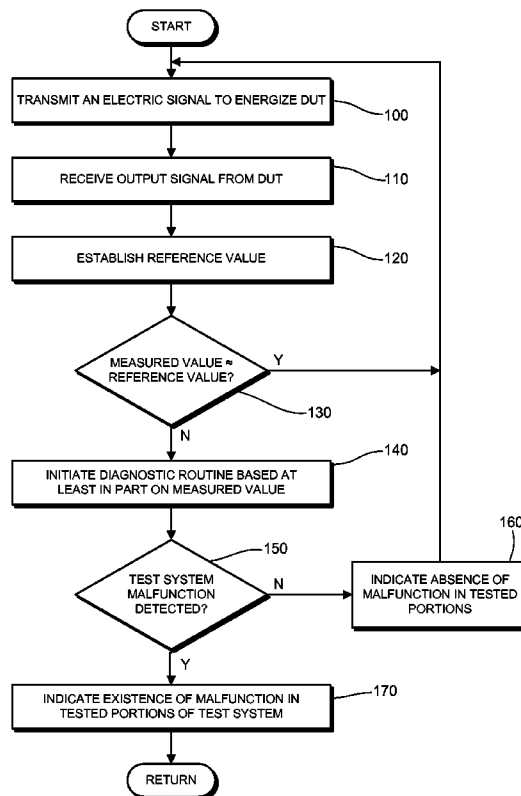 START
TRANSMIT AN ELECTRIC SIGNAL TO ENERGIZE DUT
100
RECEIVE OUTPUT SIGNAL FROM DUT
110
ESTABLISH REFERENCE VALUE
120
MEASURED VALUE ≈
REFERENCE VALUE?
Y
130
N
INITIATE DIAGNOSTIC ROUTINE BASED AT
LEAST IN PART ON MEASURED VALUE
140
150
TEST SYSTEM
MALFUNCTION
DETECTED?
N
160
INDICATE ABSENCE OF
MALFUNCTION IN TESTED
PORTIONS
Y
INDICATE EXISTENCE OF MALFUNCTION IN
TESTED PORTIONS OF TEST SYSTEM
170
RETURN